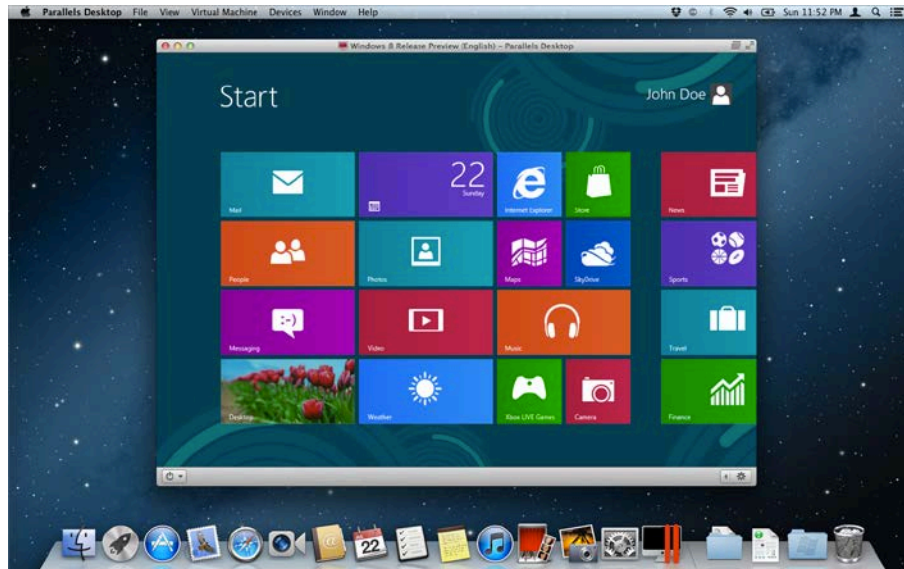 Parallels Desktop File View Virtual Machine Devices Window Help Sun 11:52 PM
Windows 8 Release Preview (English) – Parallels Desktop
Start
John Doe
22
Sunday
Mail
Internet Explorer
Store
News
People
Photos
Maps
SkyDrive
Sports
:-)
Messaging
Video
Music
Travel
Desktop
Weather
Xbox LIVE Games
Camera
Finance
22